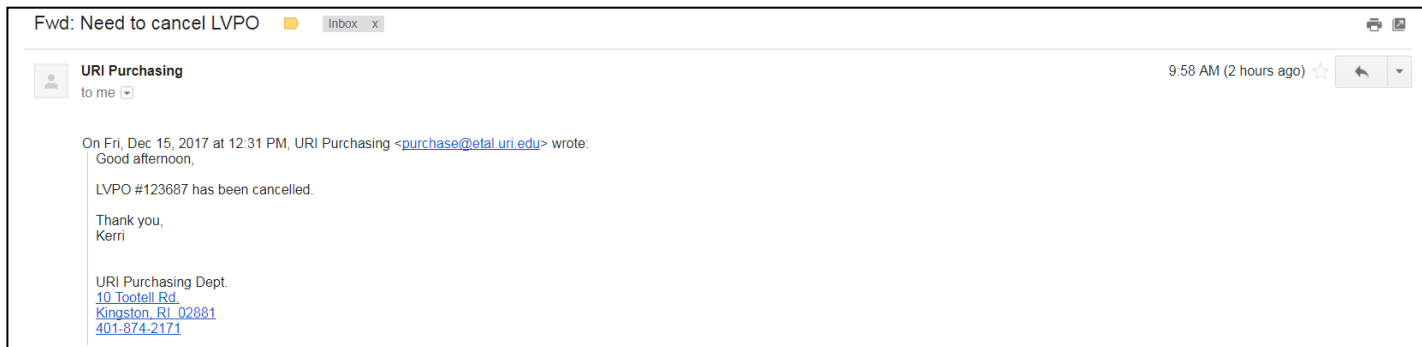 Fwd: Need to cancel LVPO
Inbox x
URI Purchasing
9:58 AM (2 hours ago)
to me
On Fri, Dec 15, 2017 at 12:31 PM, URI Purchasing <purchase@etal.uri.edu> wrote:
Good afternoon,
LVPO #123687 has been cancelled.
Thank you,
Kerri
URI Purchasing Dept.
10 Tootell Rd.
Kingston, RI 02881
401-874-2171